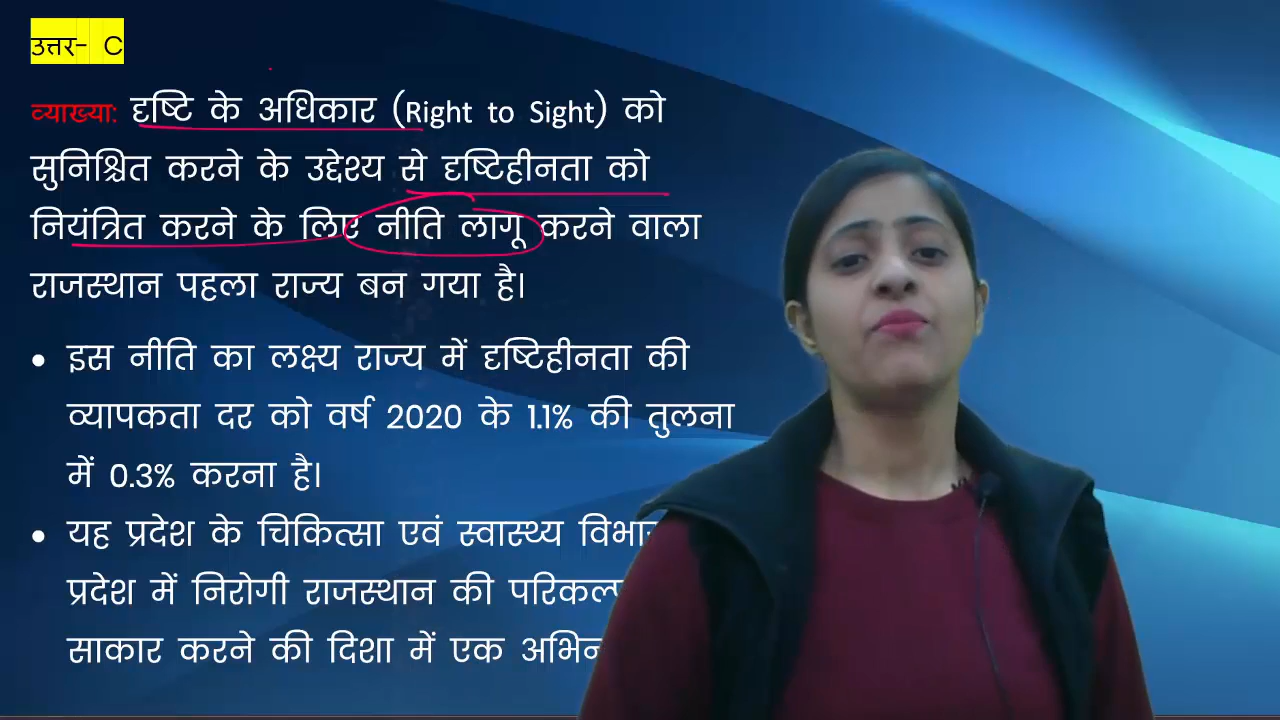 उत्तर- C
व्याख्या: दृष्टि के अधिकार (Right to Sight) को
सुनिश्चित करने के उद्देश्य से दृष्टिहीनता को
नियंत्रित करने के लिए नीति लागू करने वाला
राजस्थान पहला राज्य बन गया है।
• इस नीति का लक्ष्य राज्य में दृष्टिहीनता की
व्यापकता दर को वर्ष 2020 के 1.1% की तुलना
में 0.3% करना है।
• यह प्रदेश के चिकित्सा एवं स्वास्थ्य
प्रदेश में निरोगी राजस्थान की
साकार करने की दिशा में एक